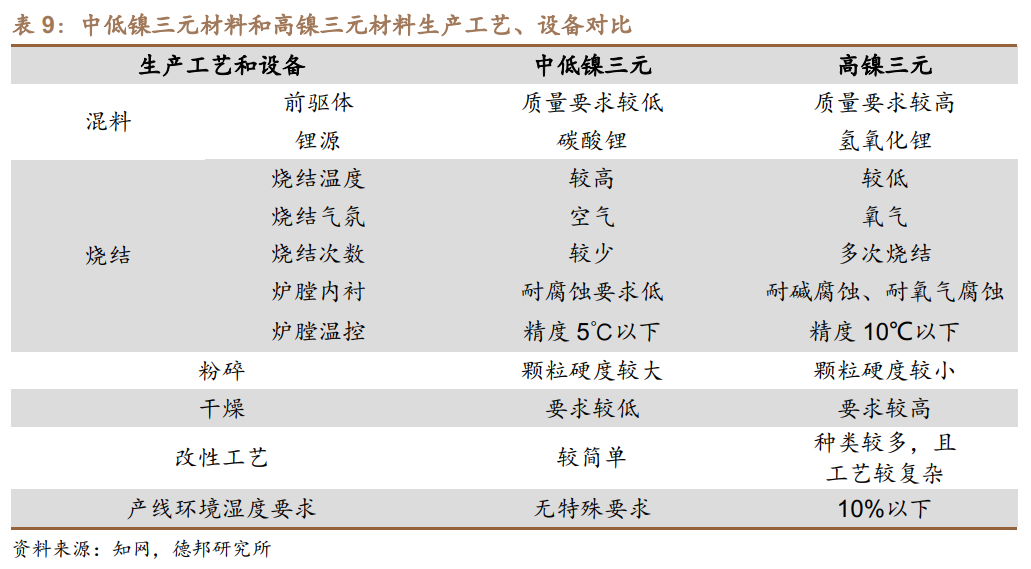 表 9：中低镍三元材料和高镍三元材料生产工艺、设备对比
生产工艺和设备 中低镍三元 高镍三元
混料 前驱体 质量要求较低 质量要求较高
锂源 碳酸锂 氢氧化锂
烧结 烧结温度 较高 较低
烧结气氛 空气 氧气
烧结次数 较少 多次烧结
炉膛内衬 耐腐蚀要求低 耐碱腐蚀、耐氧气腐蚀
炉膛温控 精度 5℃以下 精度 10℃以下
粉碎 颗粒硬度较大 颗粒硬度较小
干燥 要求较低 要求较高
改性工艺 较简单 种类较多，且
工艺较复杂
产线环境湿度要求 无特殊要求 10%以下
资料来源：知网，德邦研究所